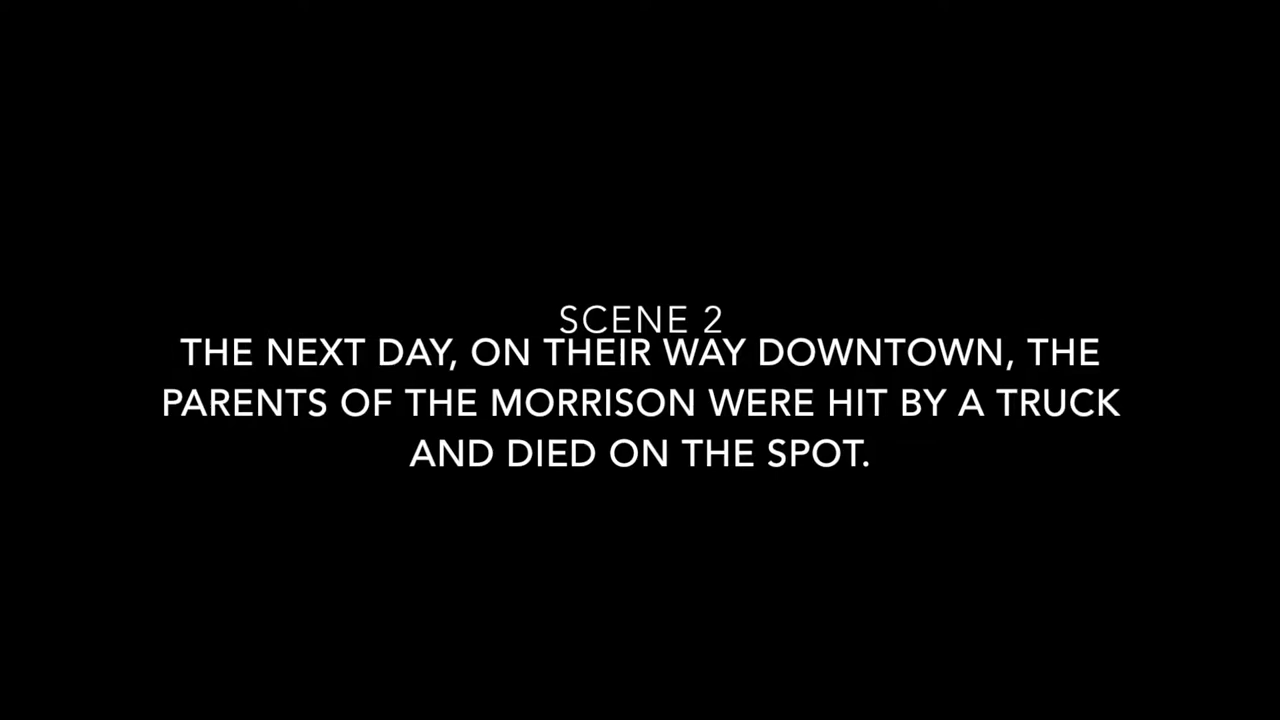 SCENE 2
THE NEXT DAY, ON THEIR WAY DOWNTOWN, THE
PARENTS OF THE MORRISON WERE HIT BY A TRUCK
AND DIED ON THE SPOT.